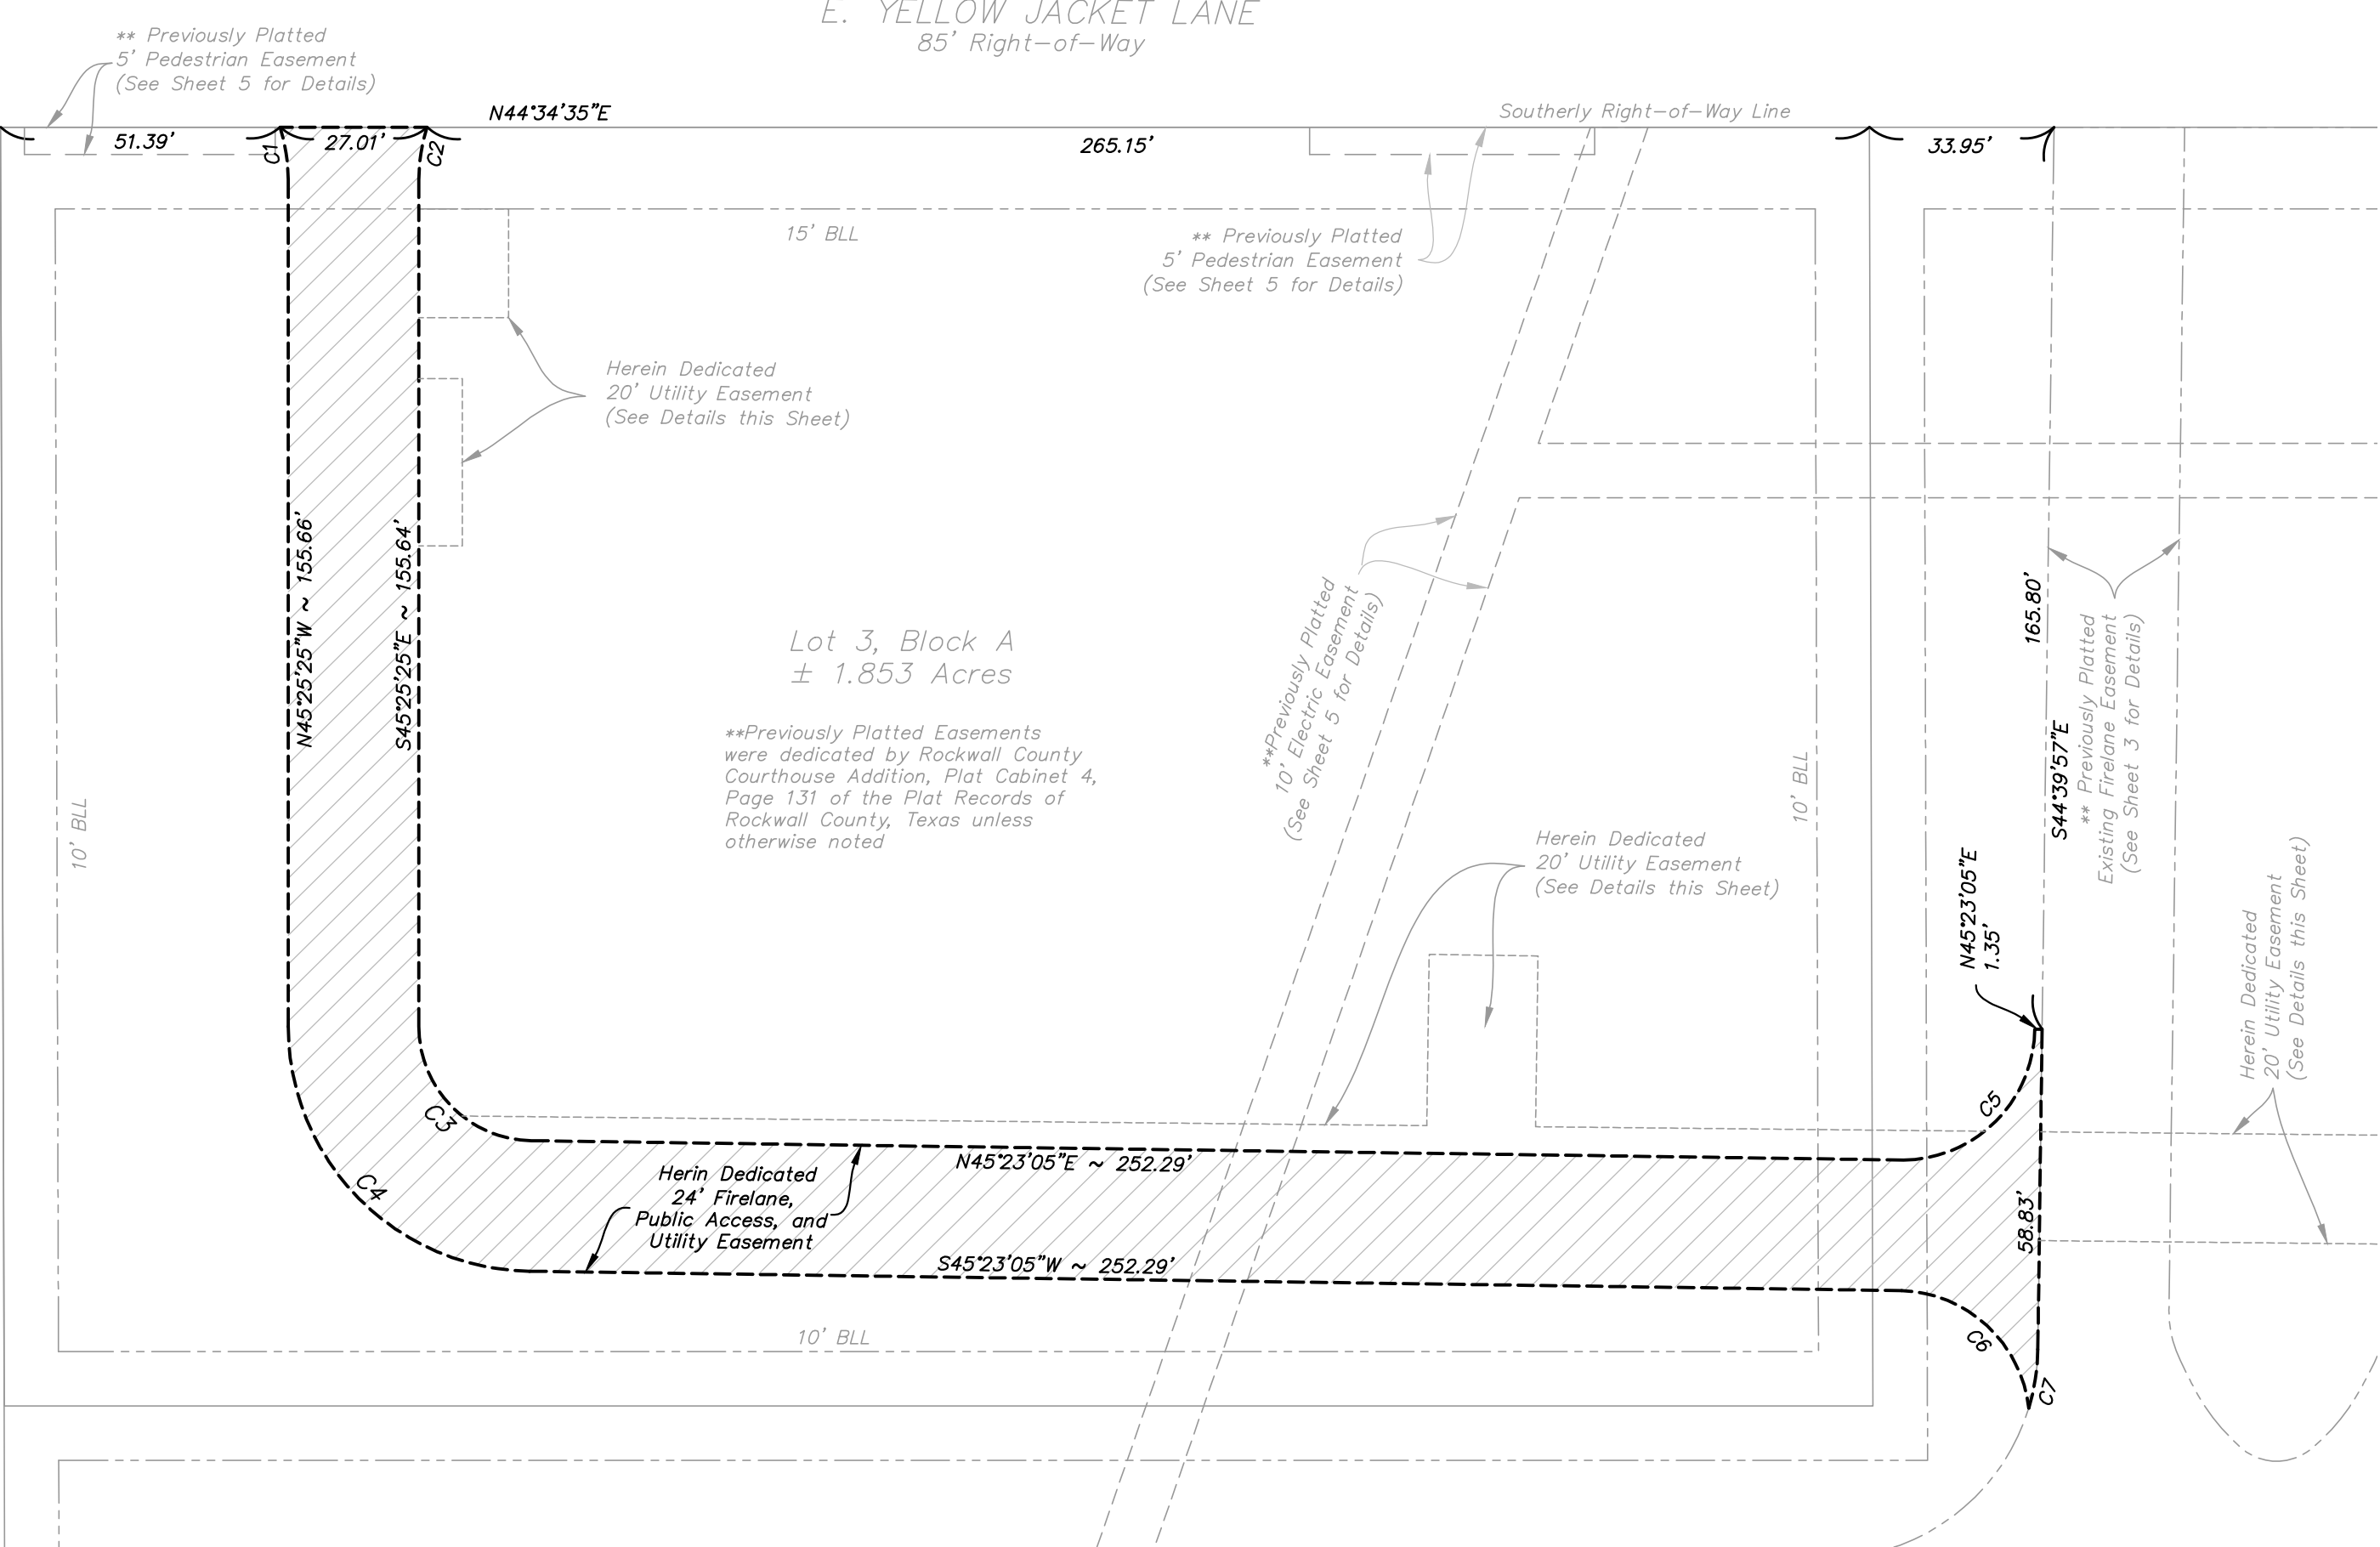 E. YELLOW JACKET LANE
85' Right-of-Way
** Previously Platted
5' Pedestrian Easement
(See Sheet 5 for Details)
N44°34'35"E
Southerly Right-of-Way Line
51.39'
C1
27.01'
C2
265.15'
33.95'
15' BLL
** Previously Platted
5' Pedestrian Easement
(See Sheet 5 for Details)
Herein Dedicated
20' Utility Easement
(See Details this Sheet)
N45°25'25"W ~ 155.66'
S45°25'25"E ~ 155.64'
Lot 3, Block A
± 1.853 Acres
**Previously Platted Easements
were dedicated by Rockwall County
Courthouse Addition, Plat Cabinet 4,
Page 131 of the Plat Records of
Rockwall County, Texas unless
otherwise noted
**Previously Platted
10' Electric Easement
(See Sheet 5 for Details)
10' BLL
10' BLL
165.80'
S44°39'57"E
** Previously Platted
Existing Firelane Easement
(See Sheet 3 for Details)
Herein Dedicated
20' Utility Easement
(See Details this Sheet)
N45°23'05"E
1.35'
Herein Dedicated
20' Utility Easement
(See Details this Sheet)
C3
C4
C5
N45°23'05"E ~ 252.29'
Herin Dedicated
24' Firelane,
Public Access, and
Utility Easement
S45°23'05"W ~ 252.29'
58.83'
10' BLL
C6
C7